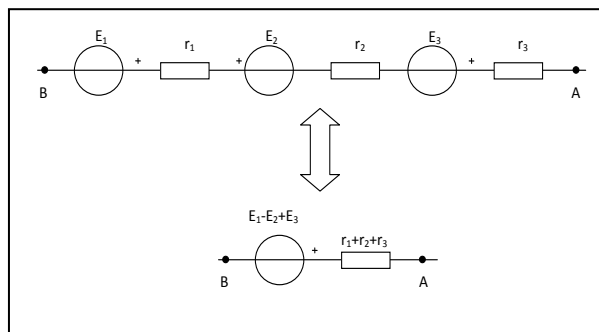 E₁ r₁ E₂ r₂ E₃ r₃
+ + +
B A
E₁-E₂+E₃
r₁+r₂+r₃
+
B A